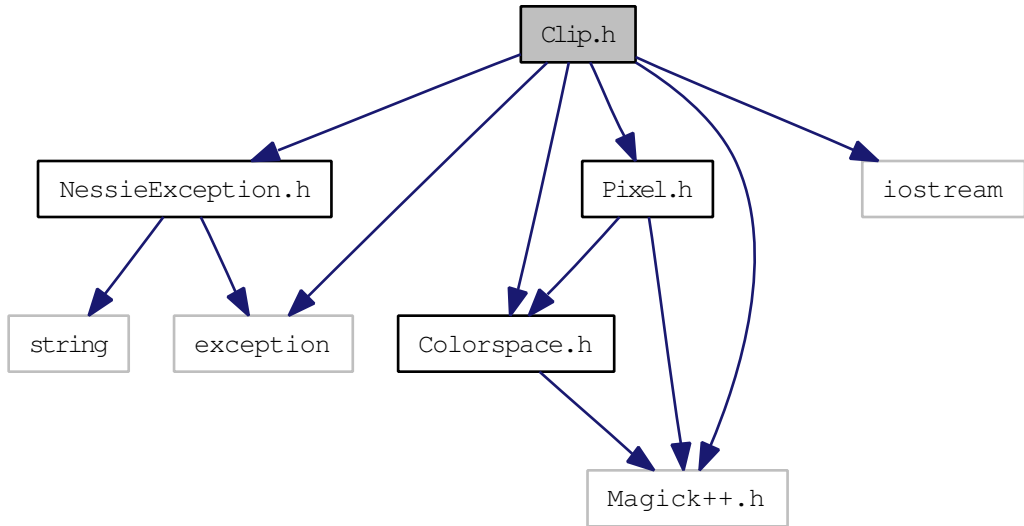 Clip.h
NessieException.h
Pixel.h
iostream
string
exception
Colorspace.h
Magick++.h